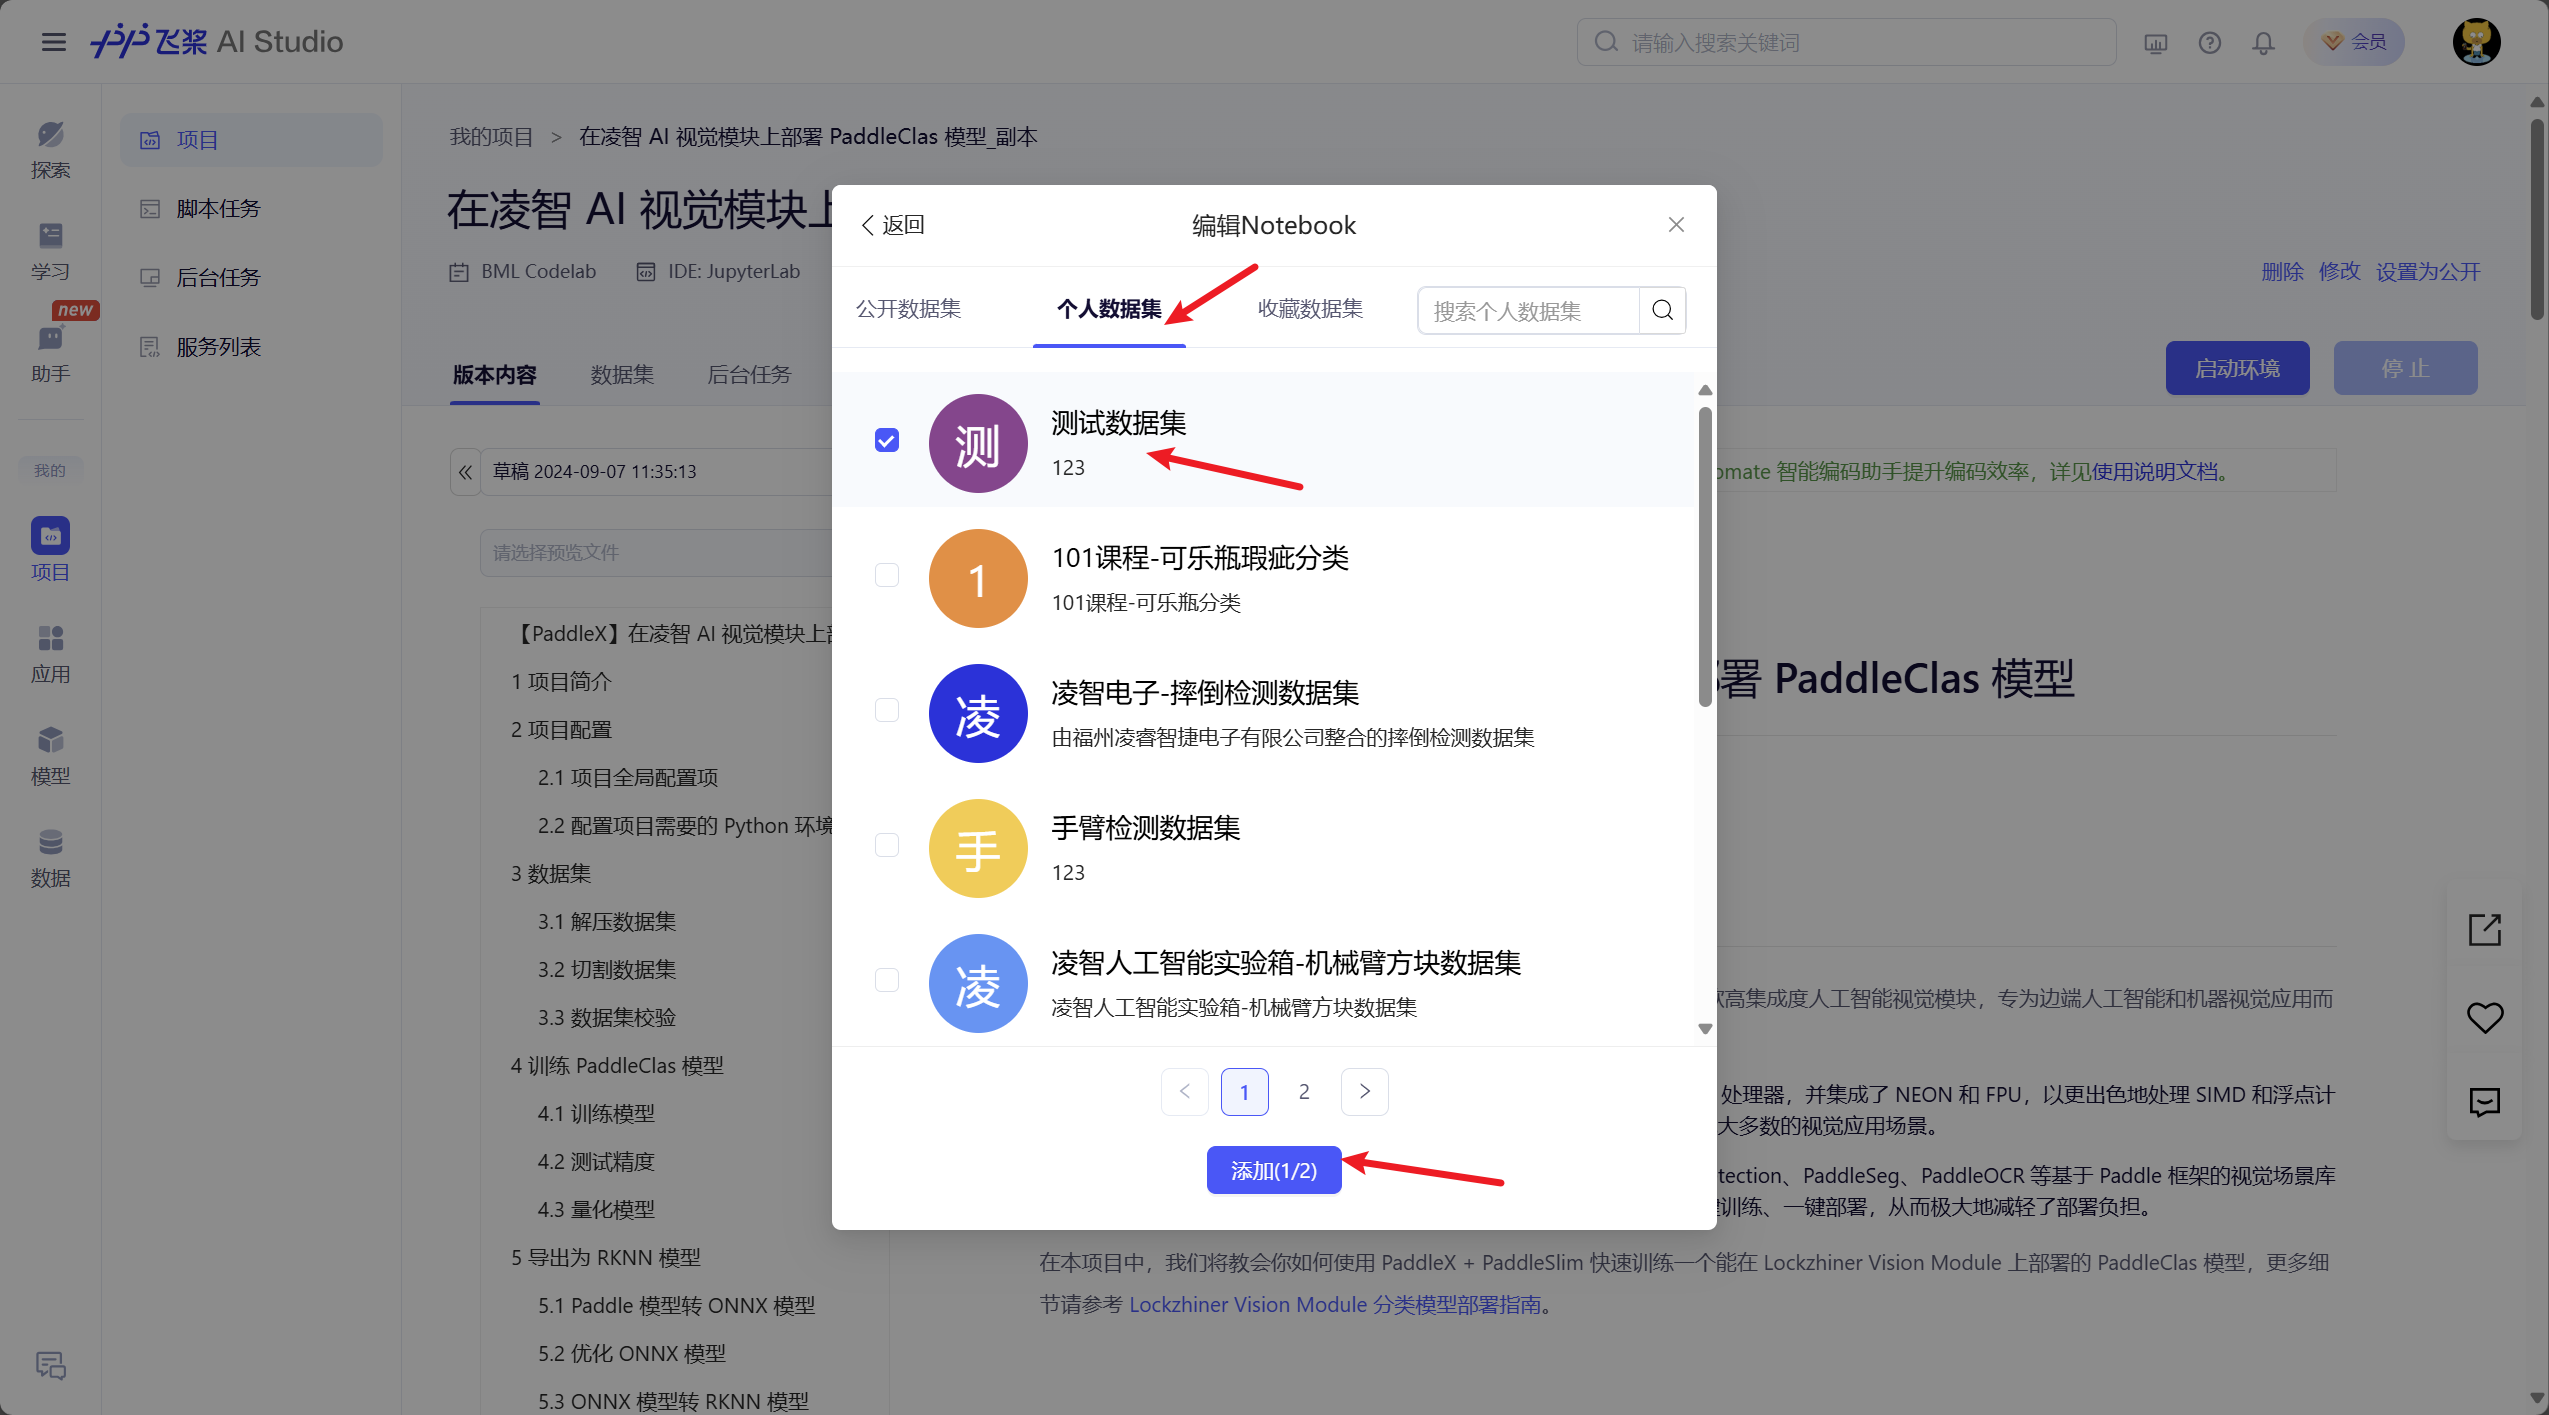 飞桨 AI Studio
请输入搜索关键词
会员
探索
学习
new
助手
我的
项目
应用
模型
数据
项目
脚本任务
后台任务
服务列表
我的项目 > 在凌智 AI 视觉模块上部署 PaddleClas 模型_副本
在凌智 AI 视觉模块上
BML Codelab IDE: JupyterLab
删除 修改 设置为公开
版本内容 数据集 后台任务
启动环境 停 止
草稿 2024-09-07 11:35:13
omate 智能编码助手提升编码效率，详见使用说明文档。
请选择预览文件
【PaddleX】在凌智 AI 视觉模块上部
1 项目简介
2 项目配置
2.1 项目全局配置项
2.2 配置项目需要的 Python 环境
3 数据集
3.1 解压数据集
3.2 切割数据集
3.3 数据集校验
4 训练 PaddleClas 模型
4.1 训练模型
4.2 测试精度
4.3 量化模型
5 导出为 RKNN 模型
5.1 Paddle 模型转 ONNX 模型
5.2 优化 ONNX 模型
5.3 ONNX 模型转 RKNN 模型
返回
编辑Notebook
公开数据集 个人数据集 收藏数据集
搜索个人数据集
测
测试数据集
123
1
101课程-可乐瓶瑕疵分类
101课程-可乐瓶分类
凌
凌智电子-摔倒检测数据集
由福州凌睿智捷电子有限公司整合的摔倒检测数据集
手
手臂检测数据集
123
凌
凌智人工智能实验箱-机械臂方块数据集
凌智人工智能实验箱-机械臂方块数据集
1 2
添加(1/2)
署 PaddleClas 模型
高集成度人工智能视觉模块，专为边端人工智能和机器视觉应用而
处理器，并集成了 NEON 和 FPU，以更出色地处理 SIMD 和浮点计
大多数的视觉应用场景。
tection、PaddleSeg、PaddleOCR 等基于 Paddle 框架的视觉场景库
训练、一键部署，从而极大地减轻了部署负担。
在本项目中，我们将教会你如何使用 PaddleX + PaddleSlim 快速训练一个能在 Lockzhiner Vision Module 上部署的 PaddleClas 模型，更多细
节请参考 Lockzhiner Vision Module 分类模型部署指南。